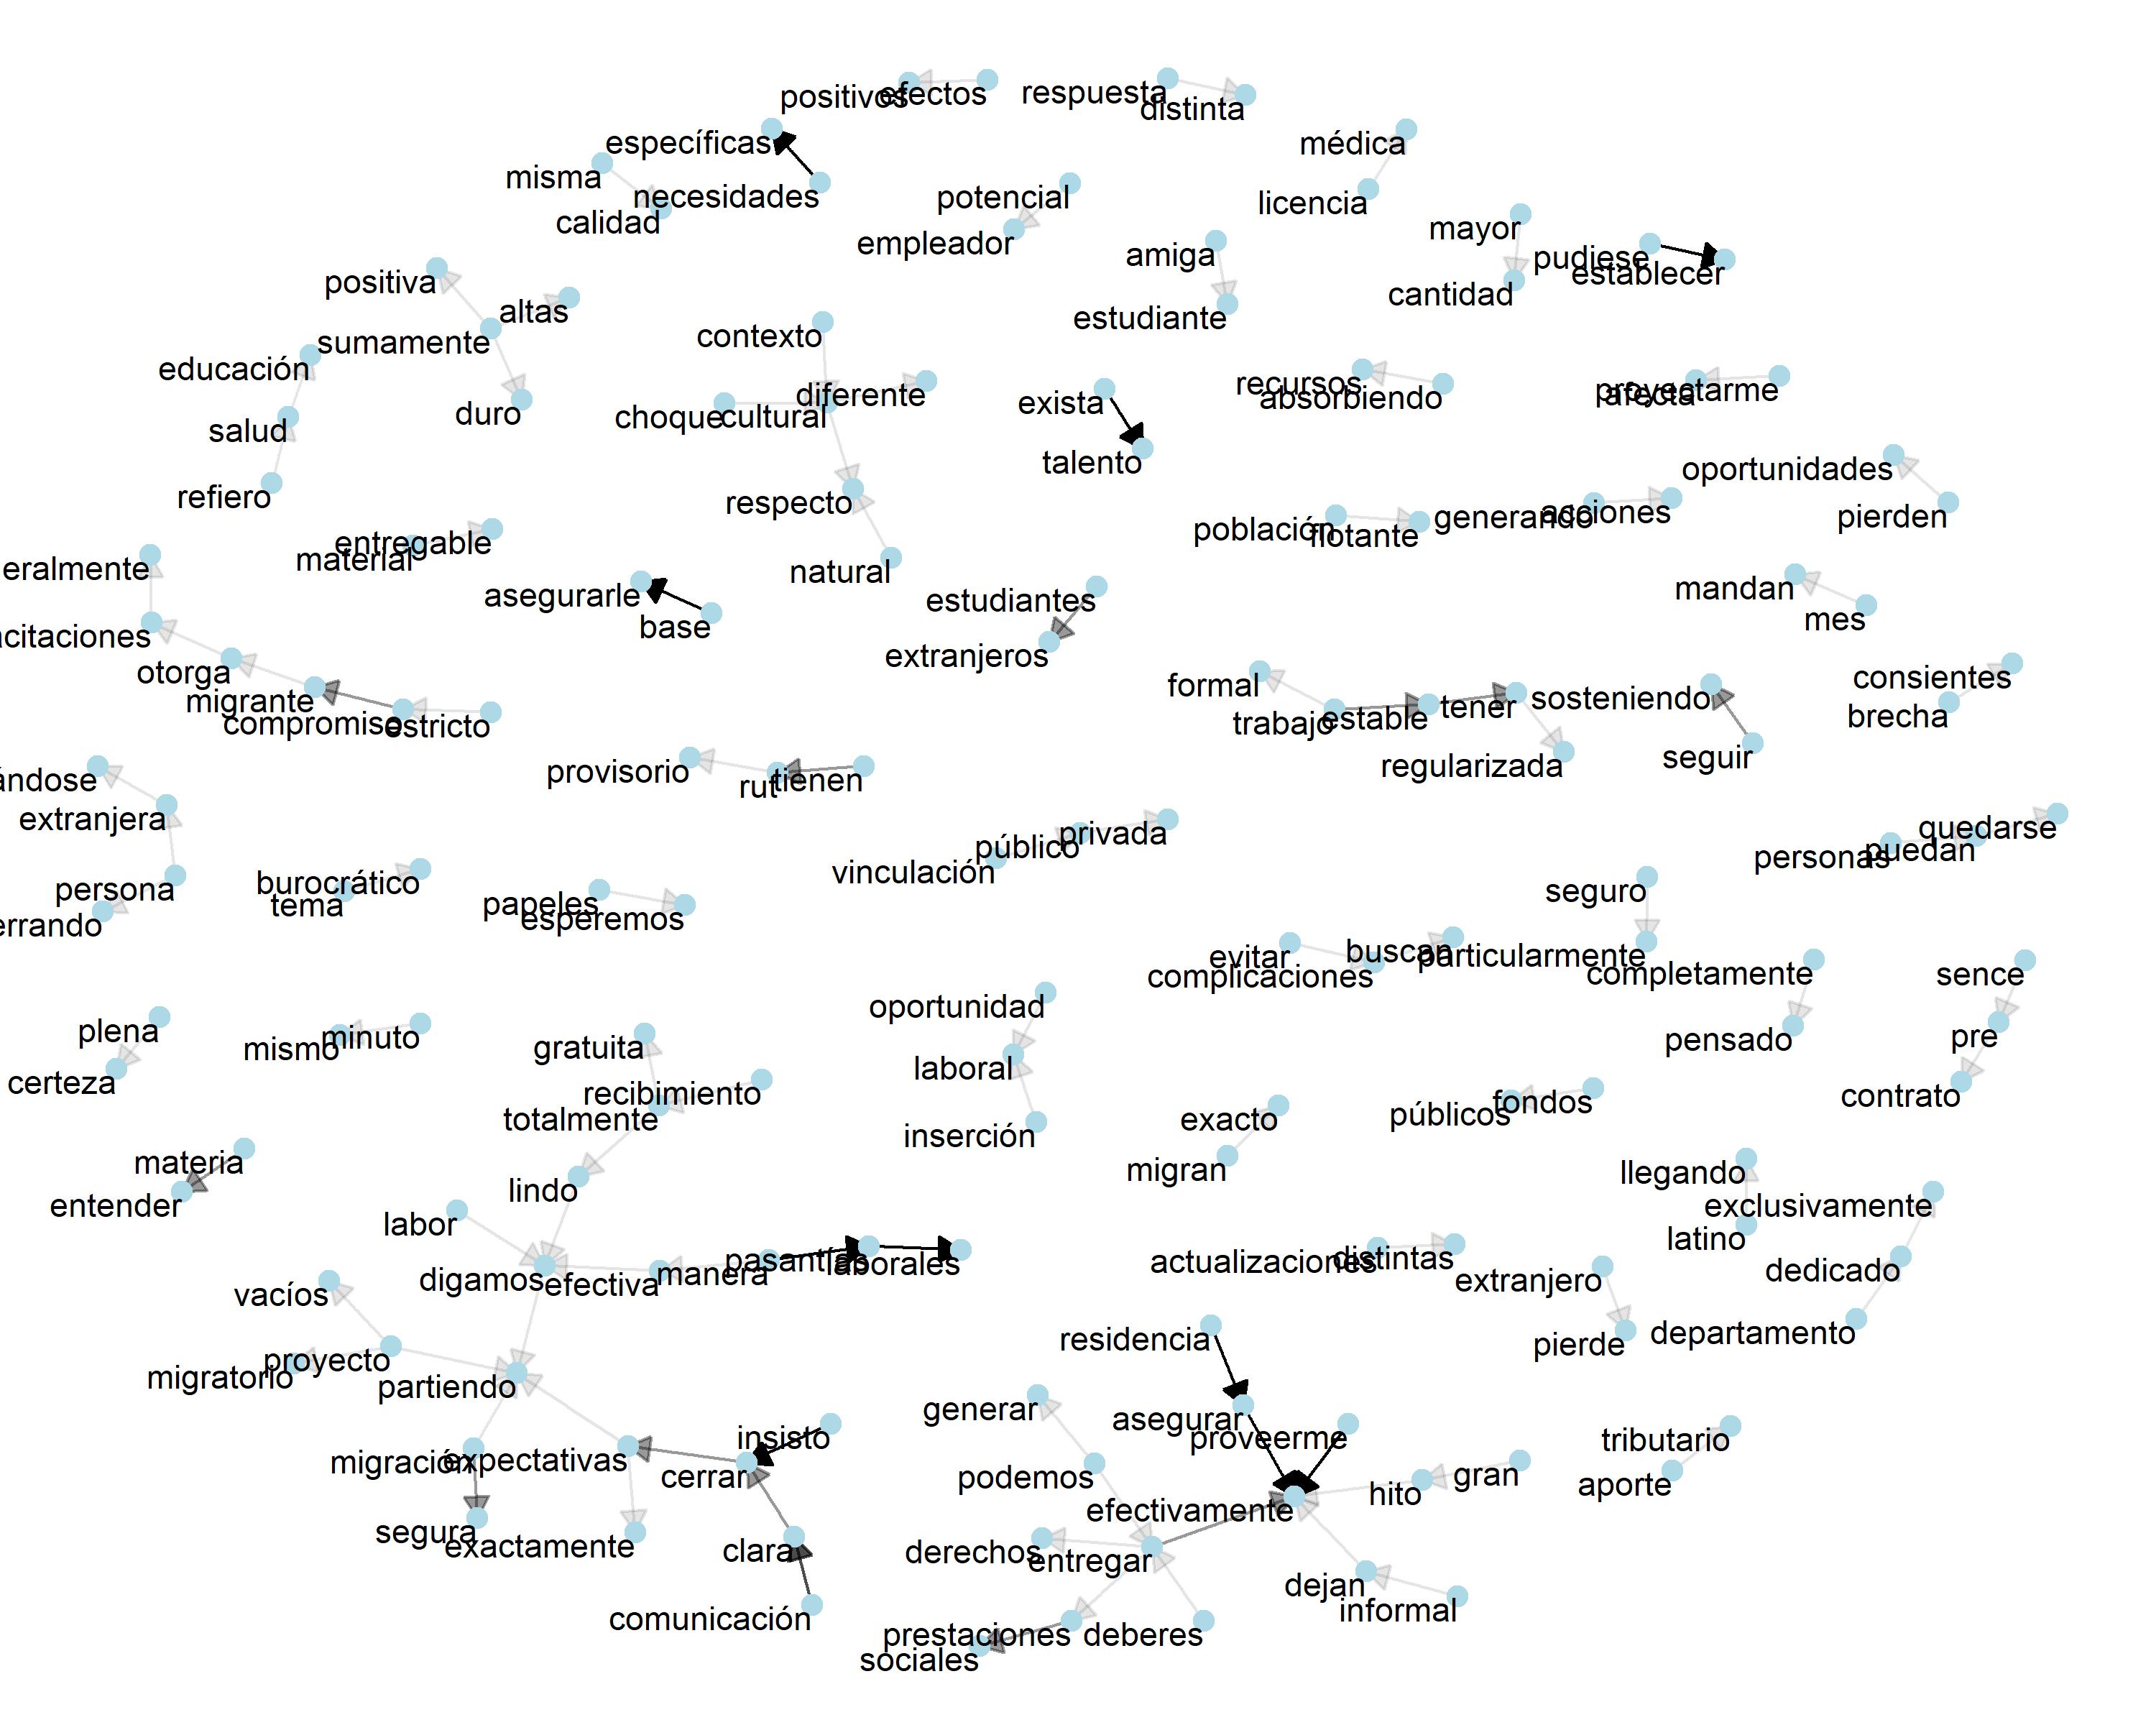 positivos
efectos
respuesta
distinta
específicas
médica
misma
necesidades
potencial
licencia
calidad
empleador
mayor
amiga
pudiese
establecer
positiva
altas
cantidad
estudiante
sumamente
contexto
educación
recursos
absorbiendo
proyectarme
afecta
diferente
duro
choque
cultural
exista
salud
talento
oportunidades
refiero
respecto
población
flotante
generando
acciones
pierden
entregable
material
eralmente
natural
asegurarle
estudiantes
mandan
base
mes
citaciones
extranjeros
otorga
consientes
formal
migrante
sosteniendo
compromiso
estricto
trabajo
estable
tener
brecha
provisorio
rut
tienen
regularizada
seguir
ándose
extranjera
público
privada
quedarse
vinculación
personas
puedan
persona
burocrático
tema
seguro
papeles
esperemos
errando
evitar
buscan
particularmente
complicaciones
completamente
sence
oportunidad
plena
mismo
minuto
gratuita
pensado
pre
certeza
laboral
recibimiento
contrato
totalmente
exacto
públicos
fondos
inserción
materia
migran
llegando
entender
lindo
exclusivamente
labor
latino
digamos
efectiva
manera
pasantías
laborales
actualizaciones
distintas
extranjero
dedicado
vacíos
residencia
pierde
departamento
migratorio
proyecto
partiendo
generar
asegurar
proveerme
insisto
tributario
migración
expectativas
cerrar
podemos
hito
gran
aporte
efectivamente
segura
exactamente
clara
derechos
entregar
dejan
informal
comunicación
prestaciones
deberes
sociales